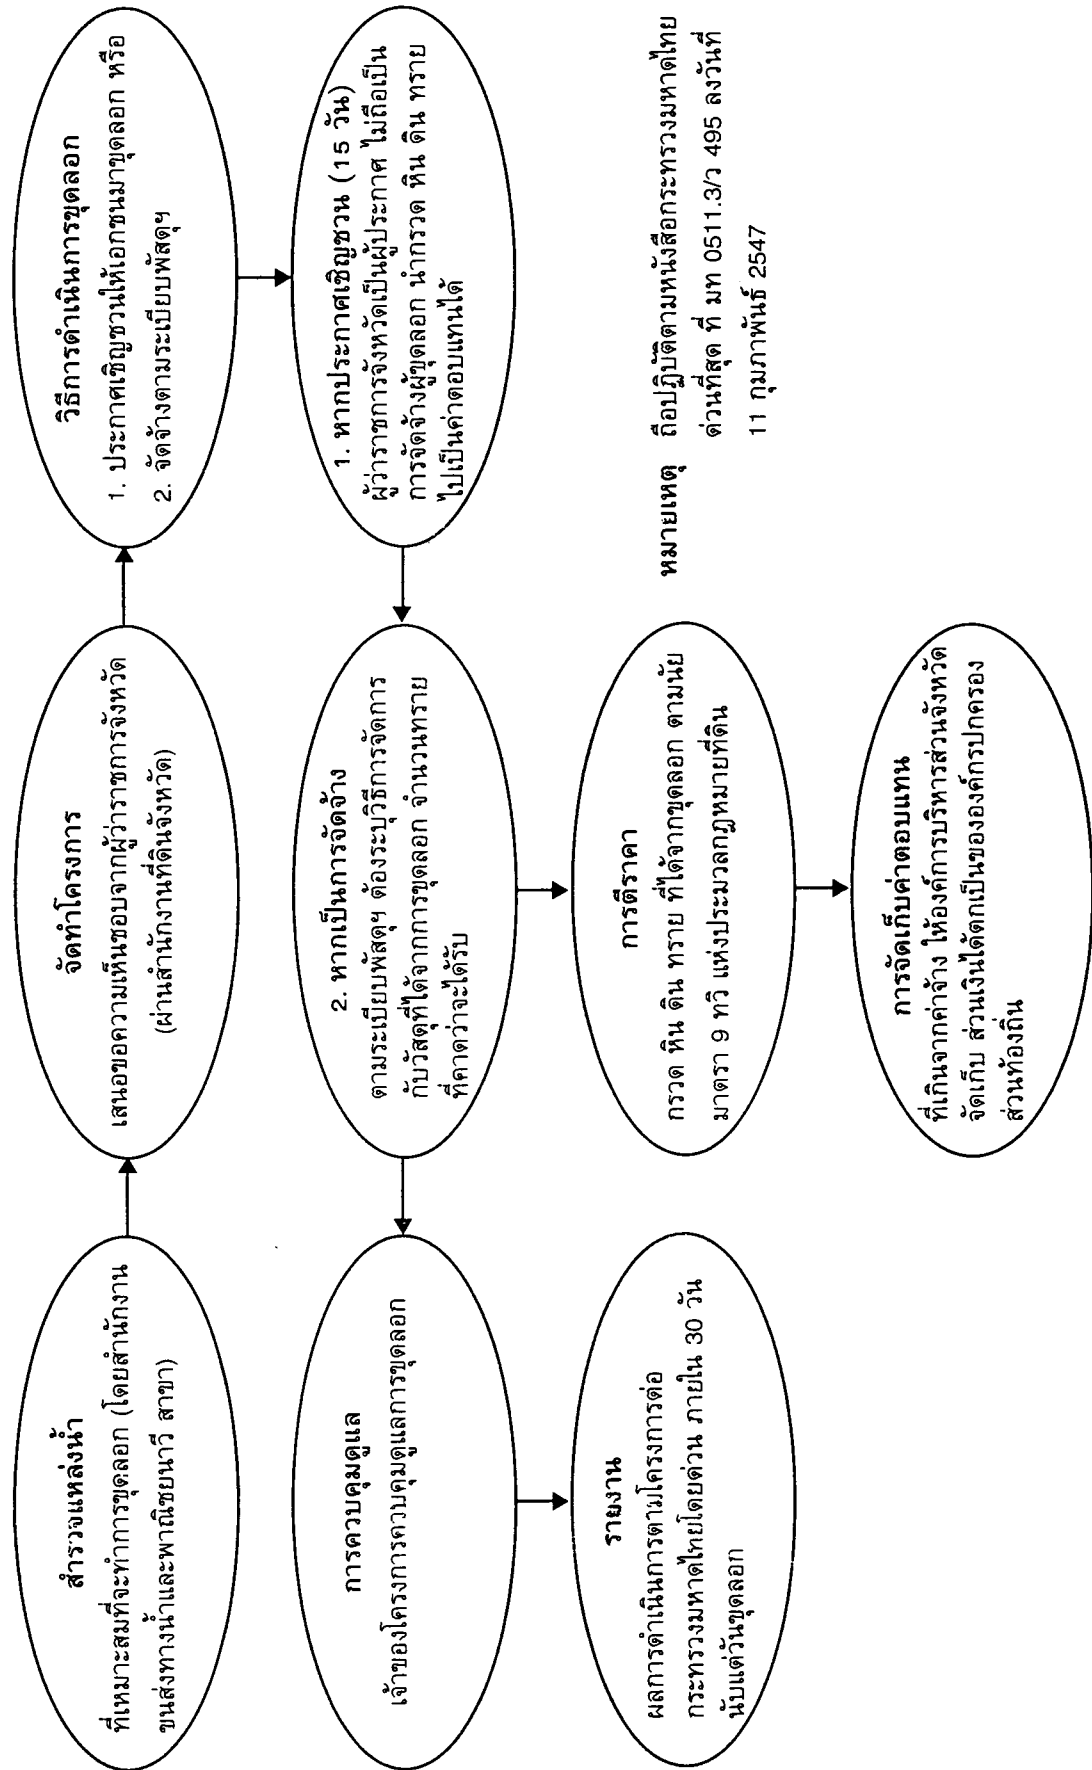 สำรวจแหล่งน้ำ
ที่เหมาะสมที่จะทำการขุดลอก (โดยสำนักงาน
ขนส่งทางน้ำและพาณิชยนาวี สาขา)
จัดทำโครงการ
เสนอขอความเห็นชอบจากผู้ว่าราชการจังหวัด
(ผ่านสำนักงานที่ดินจังหวัด)
วิธีการดำเนินการขุดลอก
1. ประกาศเชิญชวนให้เอกชนมาขุดลอก หรือ
2. จัดจ้างตามระเบียบพัสดุฯ
1. หากประกาศเชิญชวน (15 วัน)
ผู้ว่าราชการจังหวัดเป็นผู้ประกาศ ไม่ถือเป็น
การจัดจ้างผู้ขุดลอก นำกรวด หิน ดิน ทราย
ไปเป็นค่าตอบแทนได้
2. หากเป็นการจัดจ้าง
ตามระเบียบพัสดุฯ ต้องระบุวิธีการจัดการ
กับวัสดุที่ได้จากการขุดลอก จำนวนทราย
ที่คาดว่าจะได้รับ
การควบคุมดูแล
เจ้าของโครงการควบคุมดูแลการขุดลอก
รายงาน
ผลการดำเนินการตามโครงการต่อ
กระทรวงมหาดไทยโดยด่วน ภายใน 30 วัน
นับแต่วันขุดลอก
การตีราคา
กรวด หิน ดิน ทราย ที่ได้จากขุดลอก ตามนัย
มาตรา 9 ทวิ แห่งประมวลกฎหมายที่ดิน
การจัดเก็บค่าตอบแทน
ที่เกินจากค่าจ้าง ให้องค์การบริหารส่วนจังหวัด
จัดเก็บ ส่วนเงินได้ตกเป็นขององค์กรปกครอง
ส่วนท้องถิ่น
หมายเหตุ ถือปฏิบัติตามหนังสือกระทรวงมหาดไทย
ด่วนที่สุด ที่ มท 0511.3/ว 495 ลงวันที่
11 กุมภาพันธ์ 2547